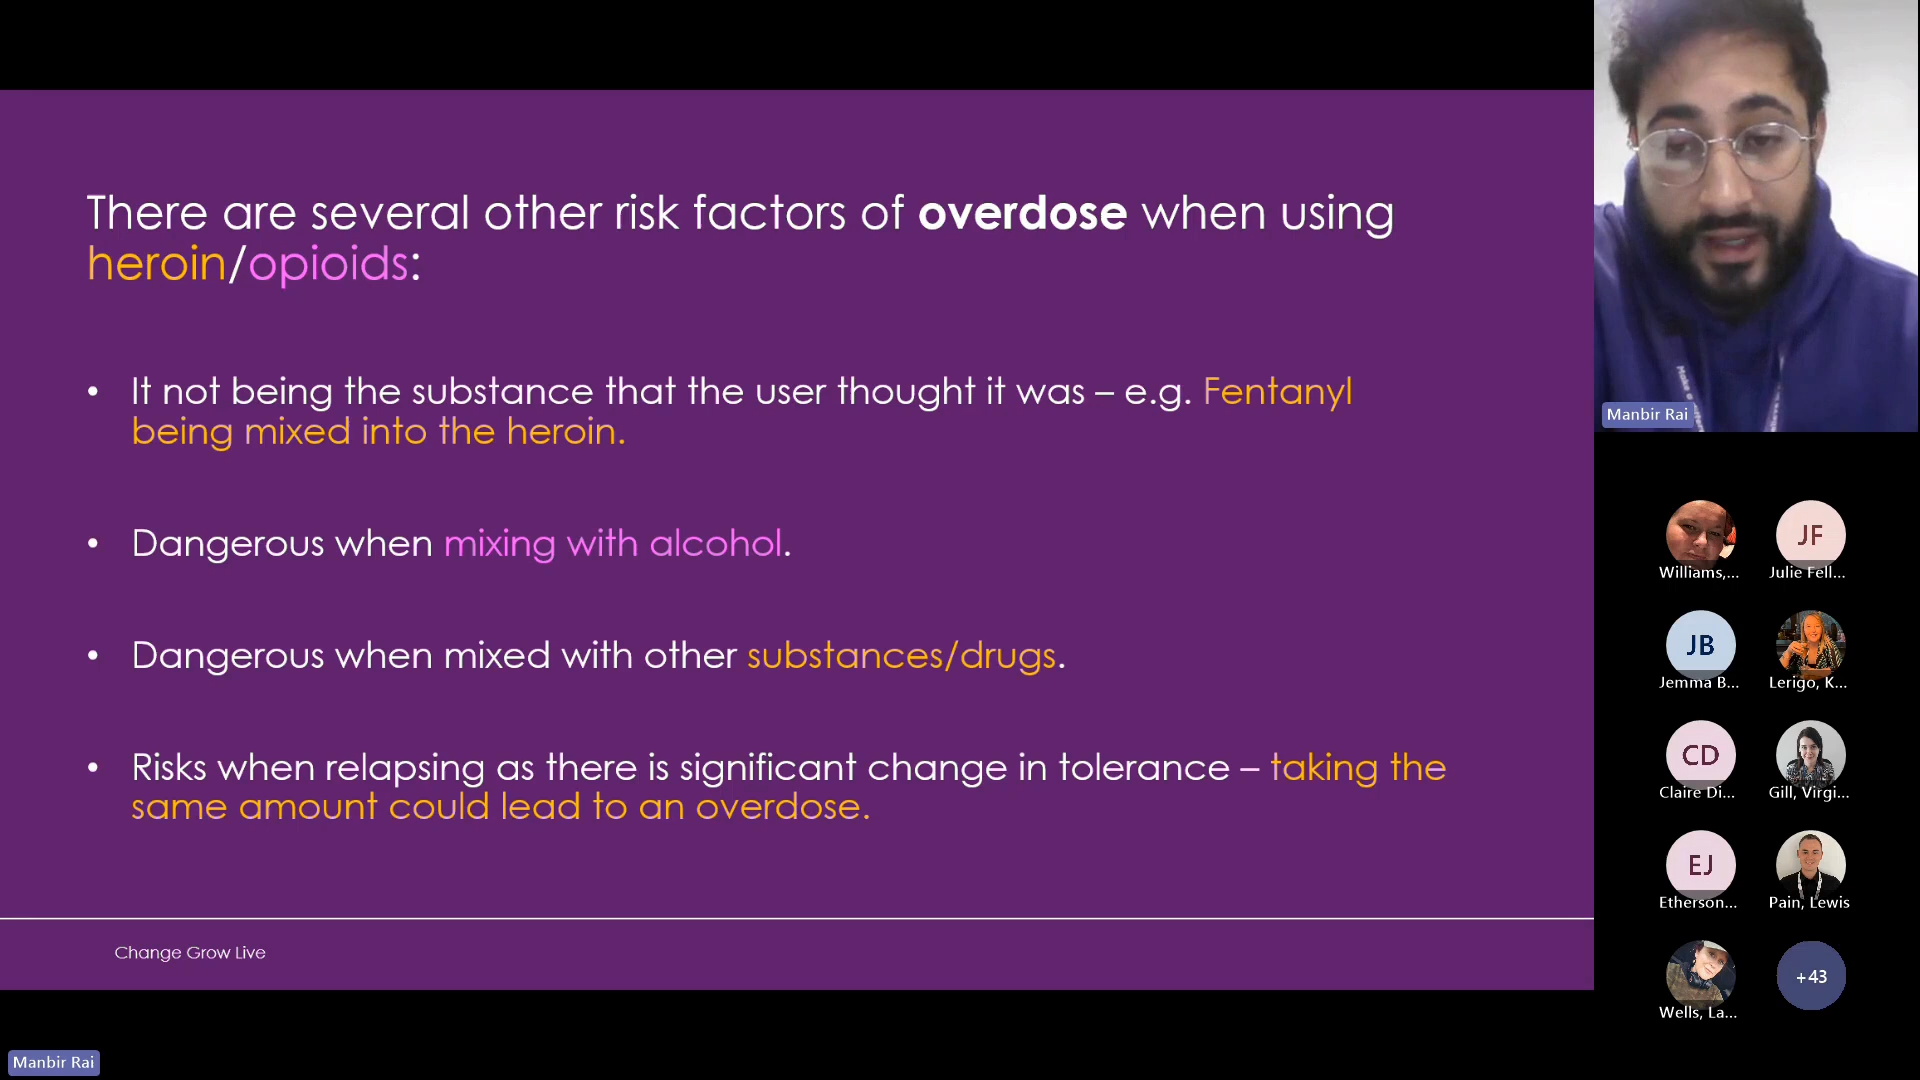 There are several other risk factors of overdose when using
heroin/opioids:
• It not being the substance that the user thought it was – e.g. Fentanyl
being mixed into the heroin.
• Dangerous when mixing with alcohol.
• Dangerous when mixed with other substances/drugs.
• Risks when relapsing as there is significant change in tolerance – taking the
same amount could lead to an overdose.
Change Grow Live
Manbir Rai
Manbir Rai
Williams,...
JF
Julie Fell...
JB
Jemma B...
Lerigo, K...
CD
Claire Di...
Gill, Virgi...
EJ
Etherson...
Pain, Lewis
Wells, La...
+43